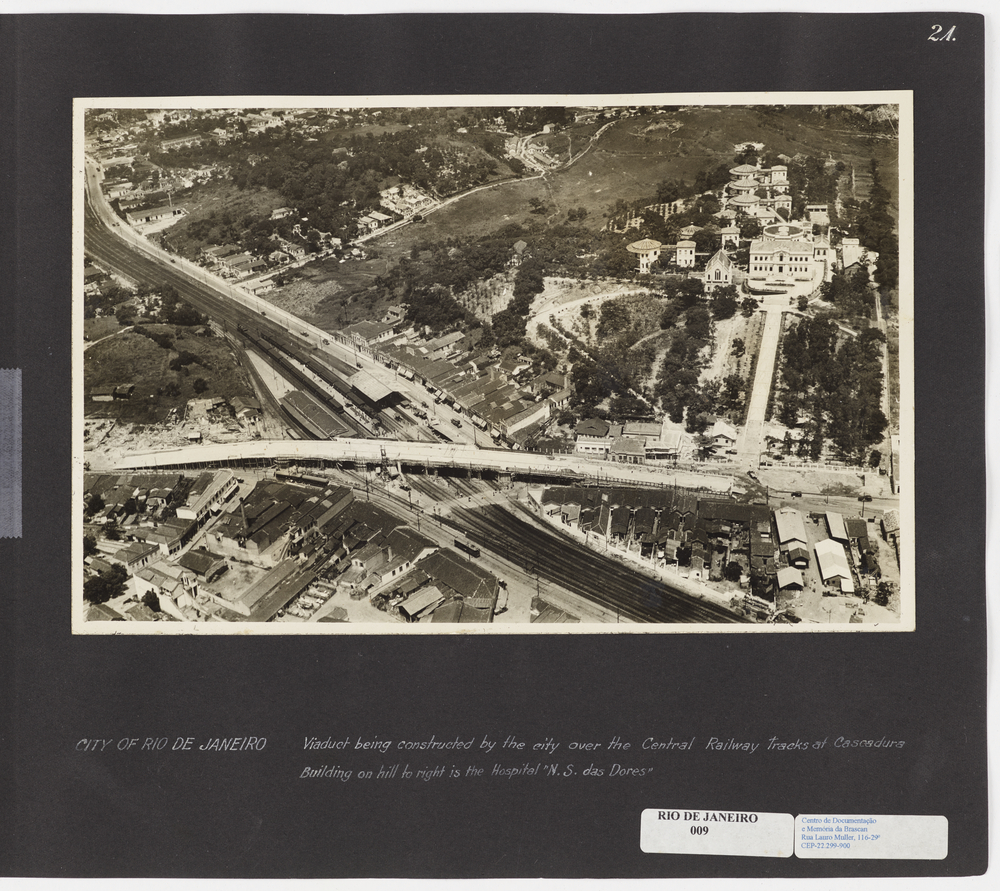 21.
CITY OF RIO DE JANEIRO Viaduct being constructed by the city over the Central Railway Tracks at Cascadura
Building on hill to right is the Hospital "N. S. das Dores"
RIO DE JANEIRO
009
Centro de Documentação
e Memória da Brascan
Rua Lauro Muller, 116-29º
CEP-22.299-900